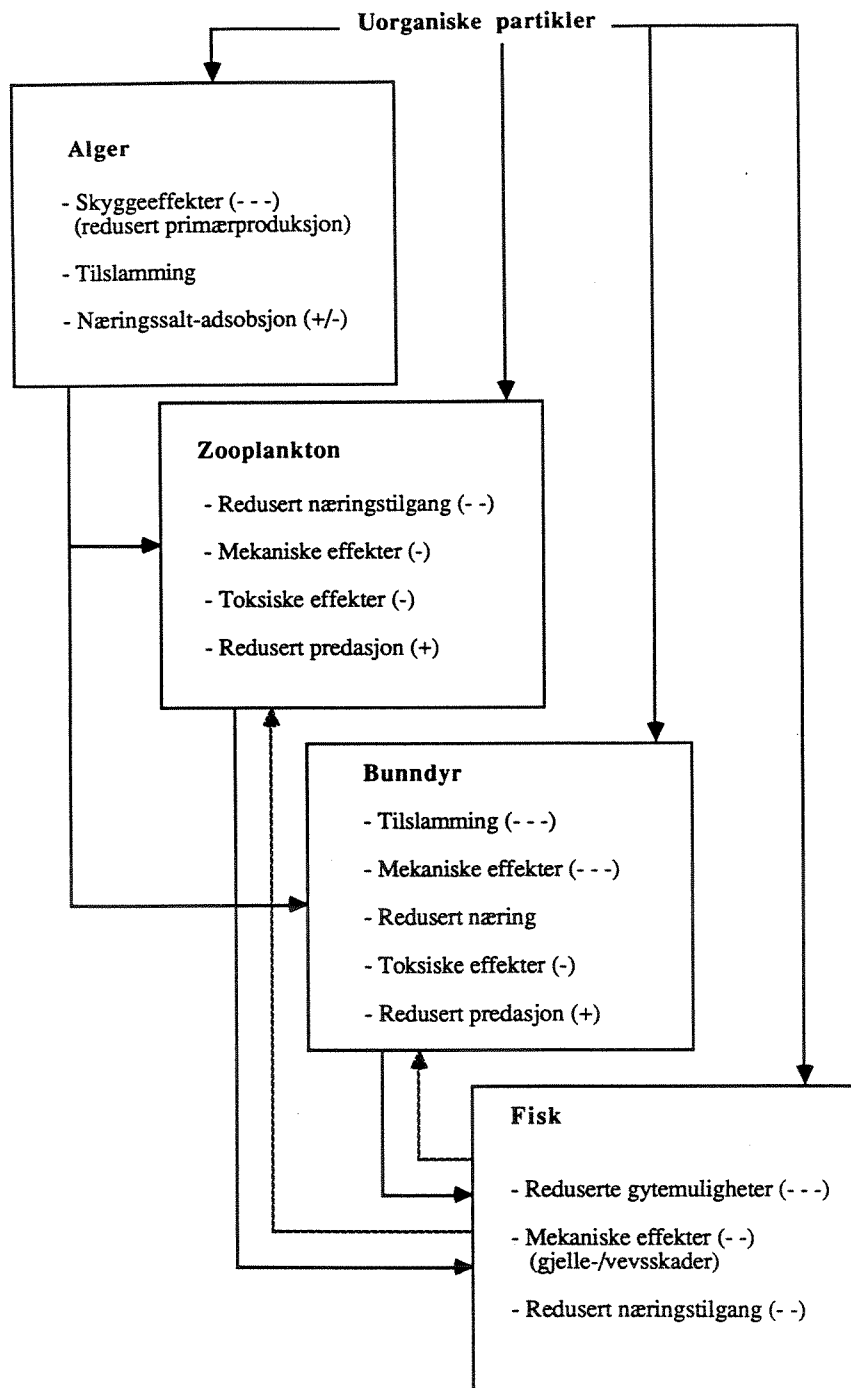 Uorganiske partikler
Alger
- Skyggeeffekter (- - -)
(redusert primærproduksjon)
- Tilslamming
- Næringssalt-adsobsjon (+/-)
Zooplankton
- Redusert næringstilgang (- -)
- Mekaniske effekter (-)
- Toksiske effekter (-)
- Redusert predasjon (+)
Bunndyr
- Tilslamming (- - -)
- Mekaniske effekter (- - -)
- Redusert næring
- Toksiske effekter (-)
- Redusert predasjon (+)
Fisk
- Reduserte gytemuligheter (- - -)
- Mekaniske effekter (- -)
(gjelle-/vevsskader)
- Redusert næringstilgang (- -)